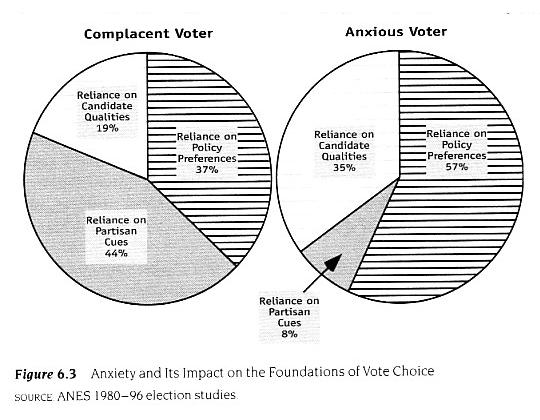 Complacent Voter
Reliance on
Candidate
Qualities
19%
Reliance on
Policy
Preferences
37%
Reliance on
Partisan
Cues
44%
Anxious Voter
Reliance on
Candidate
Qualities
35%
Reliance on
Policy
Preferences
57%
Reliance on
Partisan
Cues
8%
Figure 6.3 Anxiety and Its Impact on the Foundations of Vote Choice
SOURCE ANES 1980–96 election studies.